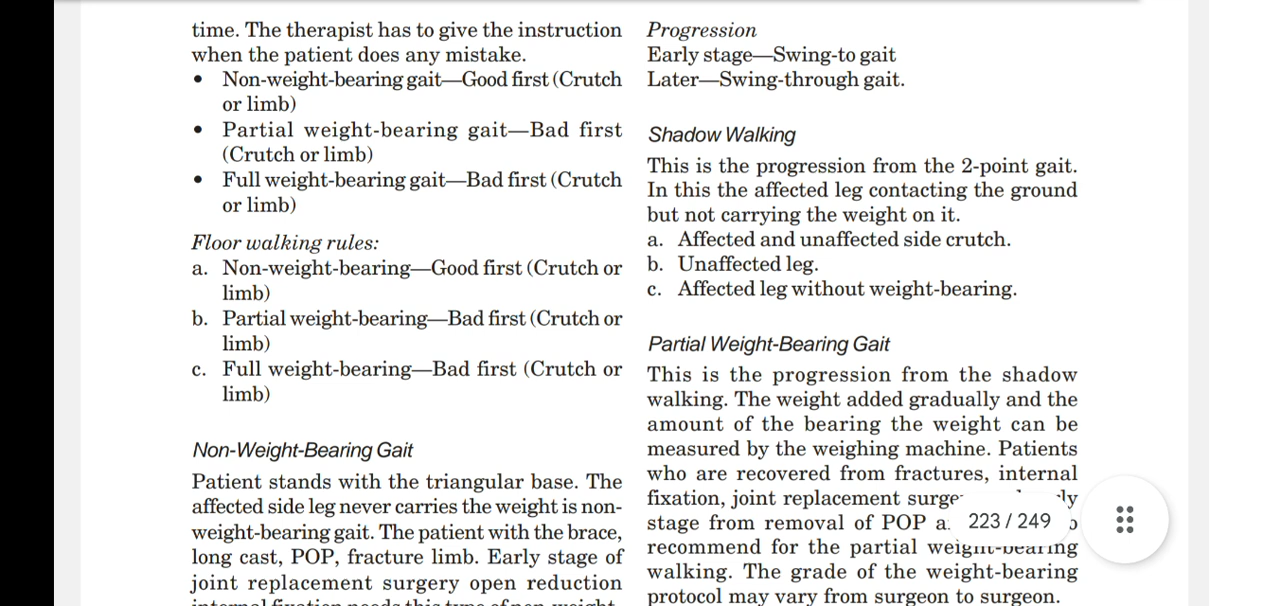 time. The therapist has to give the instruction
when the patient does any mistake.
• Non-weight-bearing gait—Good first (Crutch
or limb)
• Partial weight-bearing gait—Bad first
(Crutch or limb)
• Full weight-bearing gait—Bad first (Crutch
or limb)
Floor walking rules:
a. Non-weight-bearing—Good first (Crutch or
limb)
b. Partial weight-bearing—Bad first (Crutch or
limb)
c. Full weight-bearing—Bad first (Crutch or
limb)
Non-Weight-Bearing Gait
Patient stands with the triangular base. The
affected side leg never carries the weight is non-
weight-bearing gait. The patient with the brace,
long cast, POP, fracture limb. Early stage of
joint replacement surgery open reduction
Progression
Early stage—Swing-to gait
Later—Swing-through gait.
Shadow Walking
This is the progression from the 2-point gait.
In this the affected leg contacting the ground
but not carrying the weight on it.
a. Affected and unaffected side crutch.
b. Unaffected leg.
c. Affected leg without weight-bearing.
Partial Weight-Bearing Gait
This is the progression from the shadow
walking. The weight added gradually and the
amount of the bearing the weight can be
measured by the weighing machine. Patients
who are recovered from fractures, internal
fixation, joint replacement
stage from removal of POP
recommend for the partial weight-bearing
walking. The grade of the weight-bearing
protocol may vary from surgeon to surgeon.
223 / 249